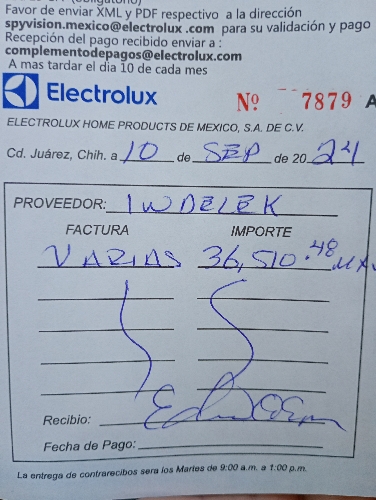 Favor de enviar XML y PDF respectivo a la dirección
spyvision.mexico@electrolux .com para su validación y pago
Recepción del pago recibido enviar a :
complementodepagos@electrolux.com
A mas tardar el dia 10 de cada mes
Electrolux Nº 7879 A
ELECTROLUX HOME PRODUCTS DE MEXICO, S.A. DE C.V.
Cd. Juárez, Chih. a 10 de SEP de 2024
PROVEEDOR: INDELEK
FACTURA IMPORTE
VARIAS 36,510.48
Recibio:
Fecha de Pago:
La entrega de contrarecibos sera los Martes de 9:00 a.m. a 1:00 p.m.